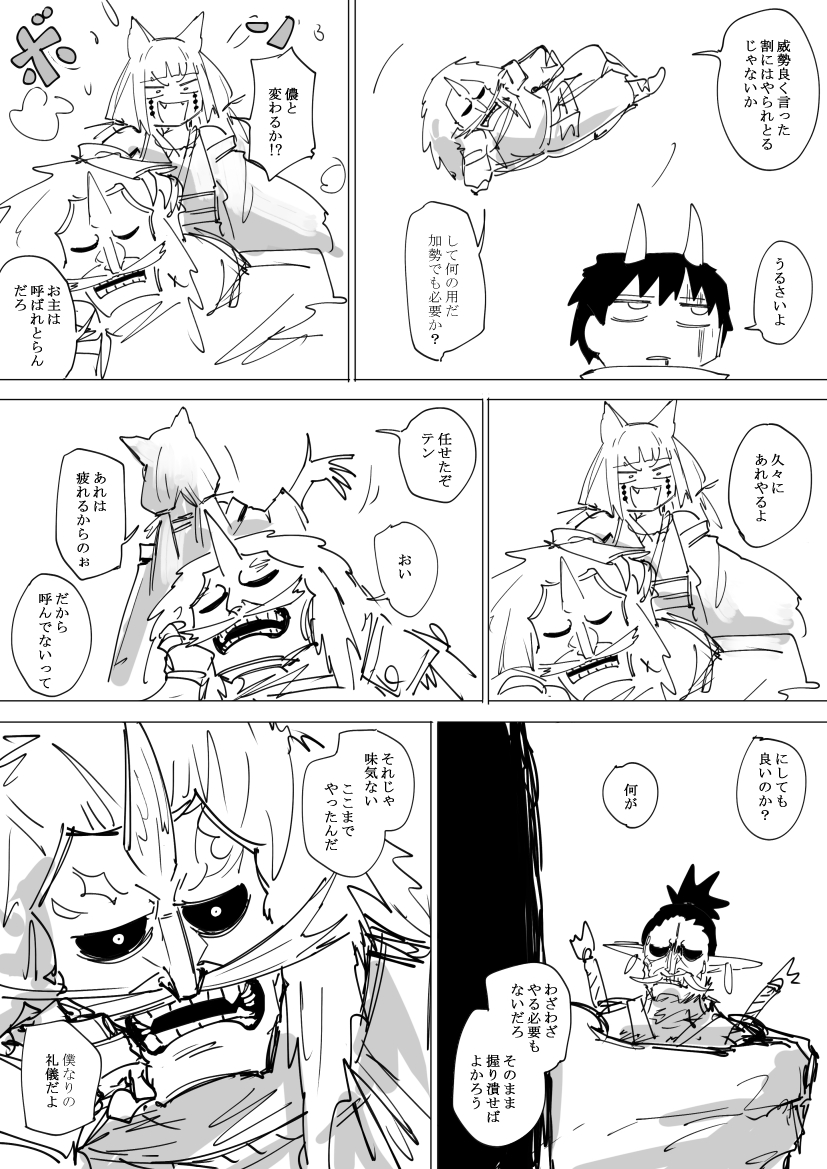 威勢良く言った
割にはやられとる
じゃないか
うるさいよ
して何の用だ
加勢でも必要か?
ボンッ
儂と
変わるか!?
お主は
呼ばれとらん
だろ
久々に
あれやるよ
任せたぞ
テン
おい
あれは
疲れるからのぉ
だから
呼んでないって
にしても
良いのか?
何が
わざわざ
やる必要も
ないだろ
そのまま
握り潰せば
よかろう
それじゃ
味気ない
ここまで
やったんだ
僕なりの
礼儀だよ